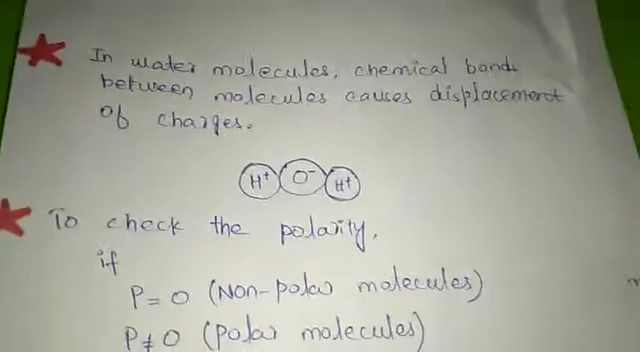 In water molecules, chemical bonds
between molecules causes displacement
of charges.
H+ O- H+
To check the polarity.
if
P = 0 (Non-polar molecules)
P ≠ 0 (polar molecules)